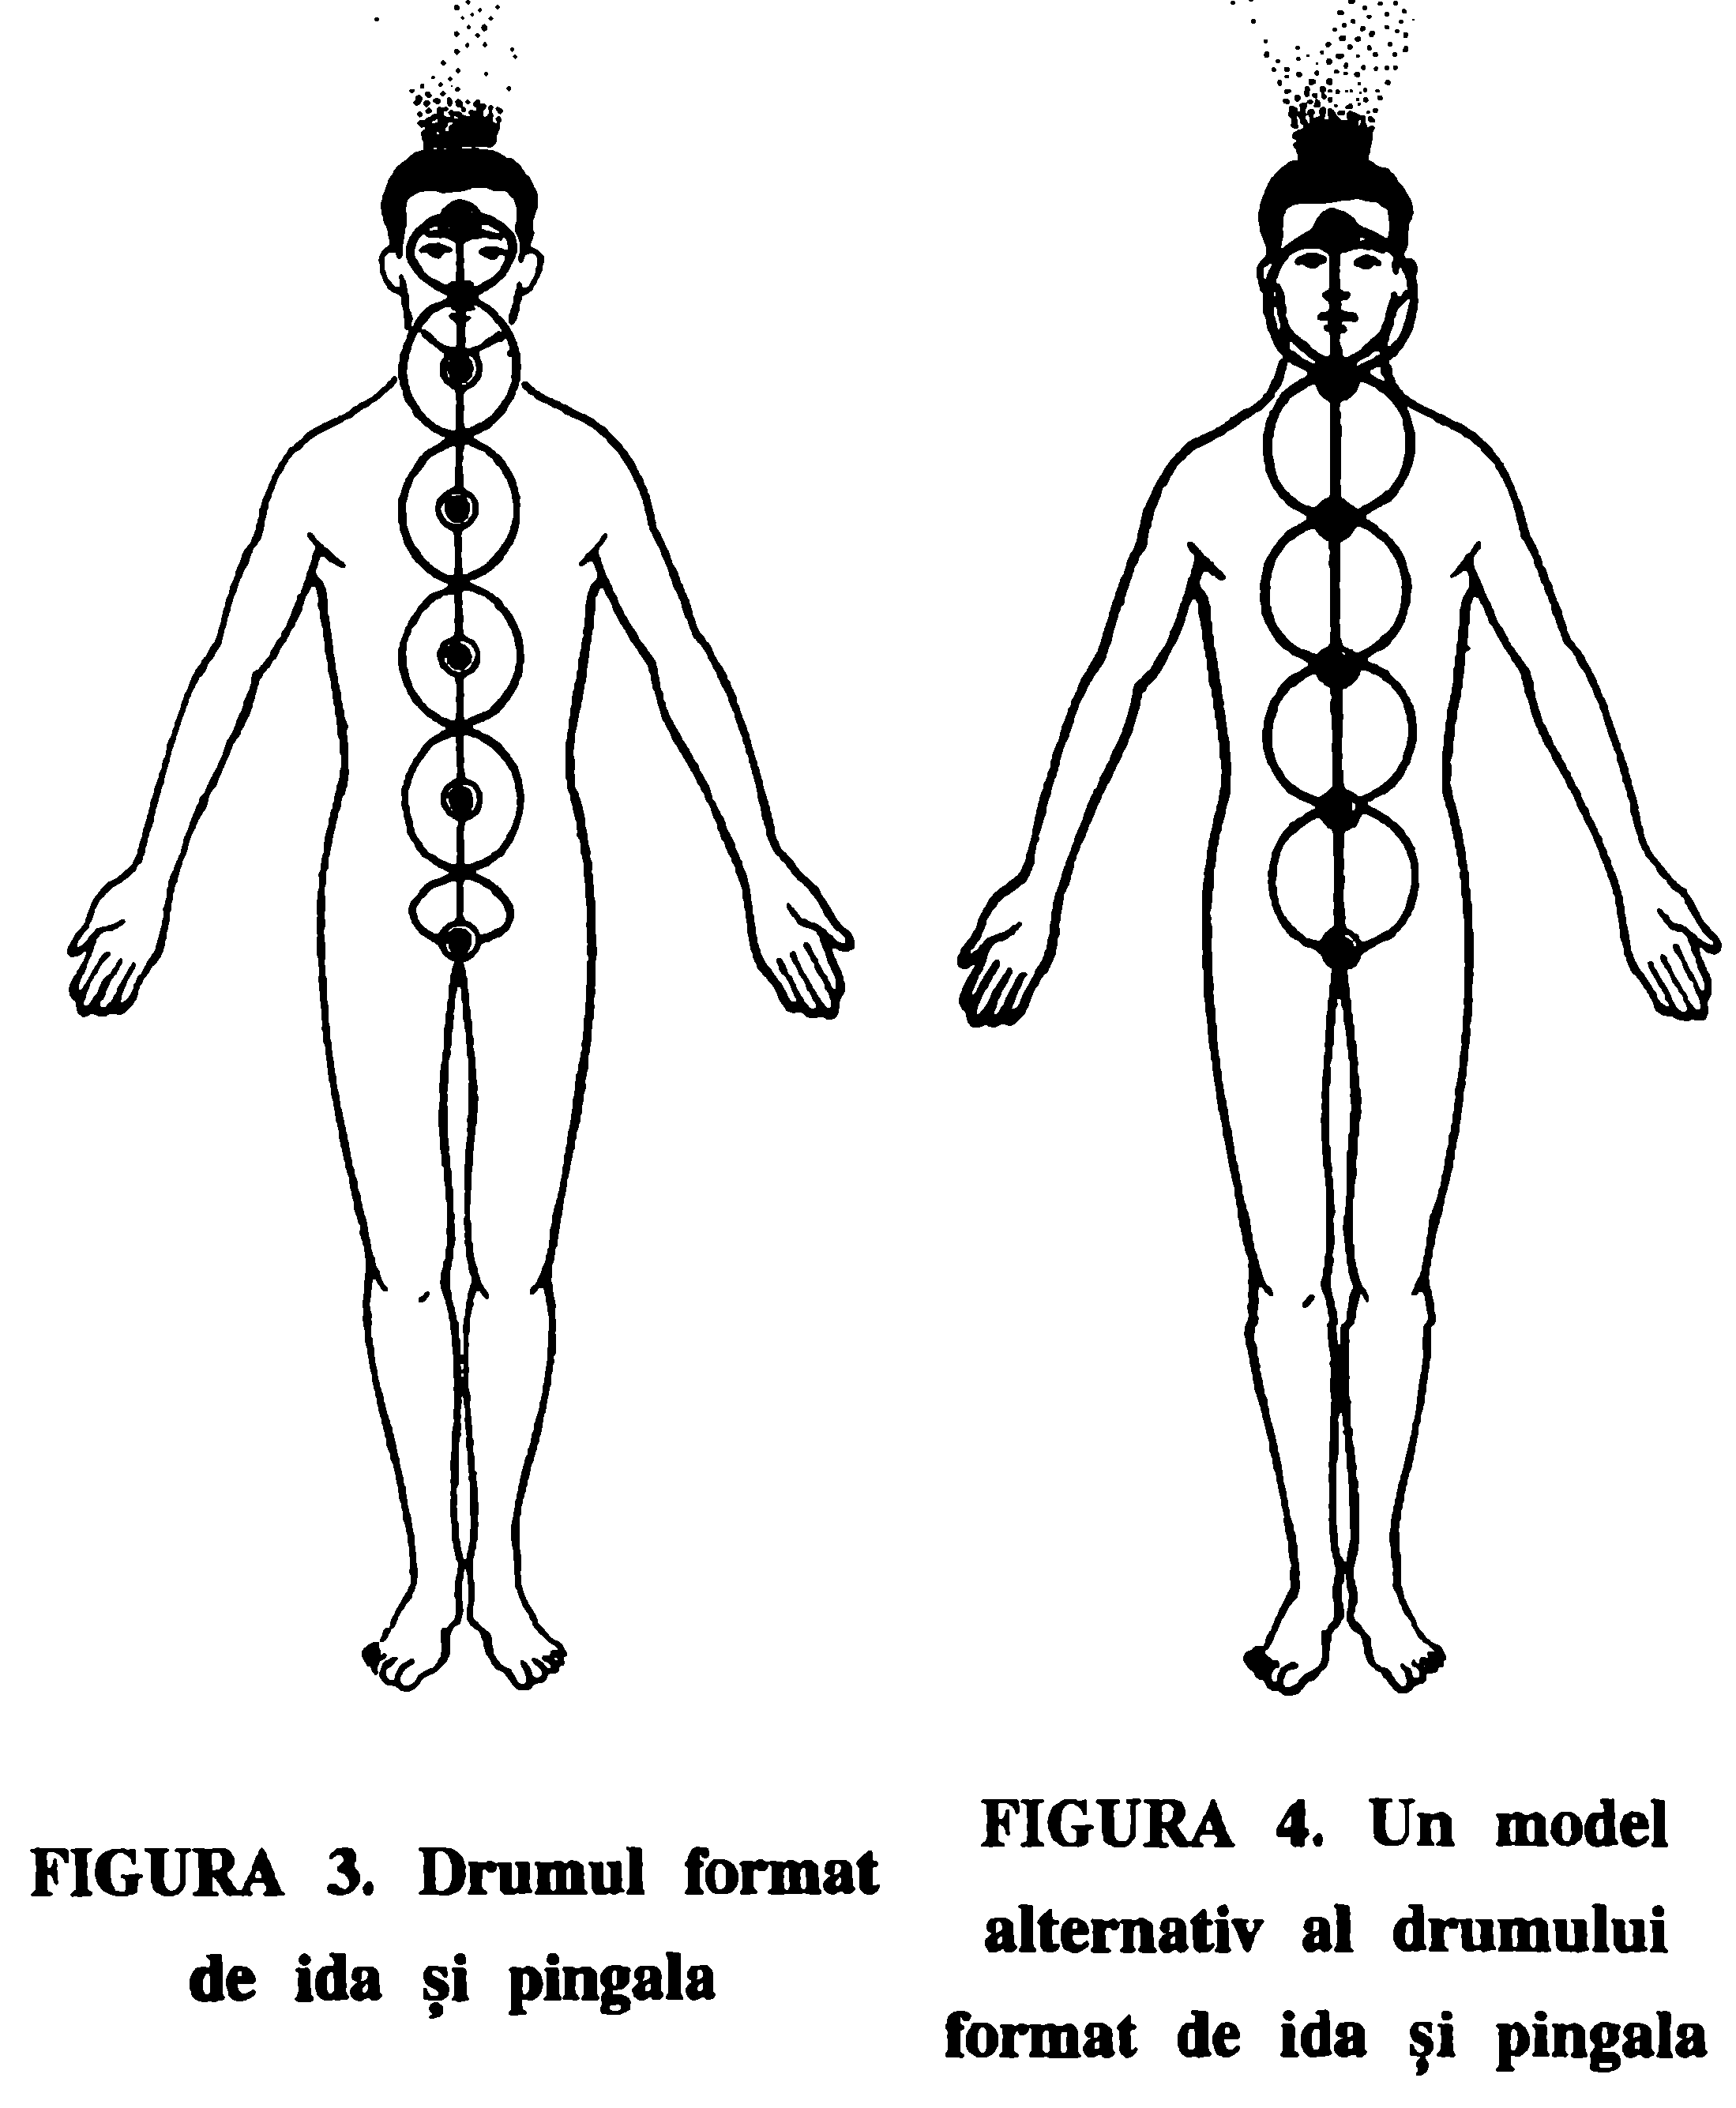 FIGURA 3. Drumul format
de ida și pingala
FIGURA 4. Un model
alternativ al drumului
format de ida și pingala